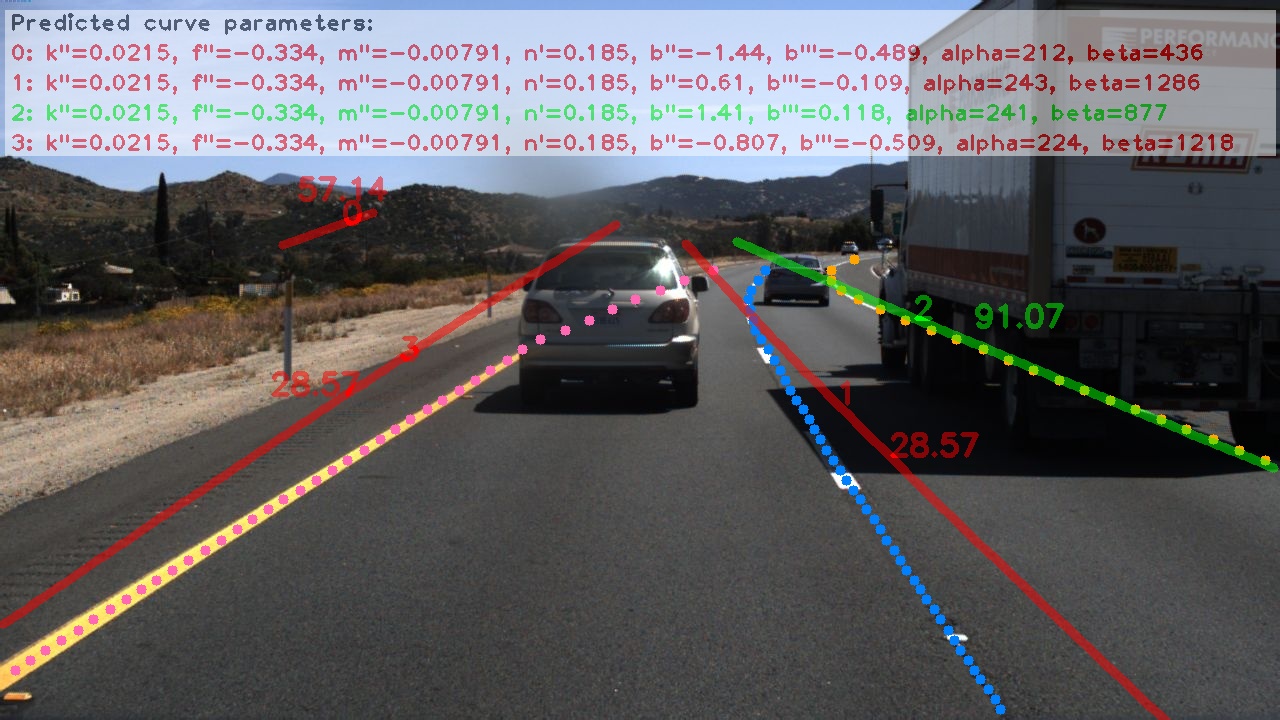 Predicted curve parameters:
0: k''=0.0215, f''=-0.334, m''=-0.00791, n'=0.185, b''=-1.44, b'''=-0.489, alpha=212, beta=436
1: k''=0.0215, f''=-0.334, m''=-0.00791, n'=0.185, b''=0.61, b'''=-0.109, alpha=243, beta=1286
2: k''=0.0215, f''=-0.334, m''=-0.00791, n'=0.185, b''=1.41, b'''=0.118, alpha=241, beta=877
3: k''=0.0215, f''=-0.334, m''=-0.00791, n'=0.185, b''=-0.807, b'''=-0.509, alpha=224, beta=1218
PERFORMANC
57.14
0
2 91.07
3
28.57
1
28.57